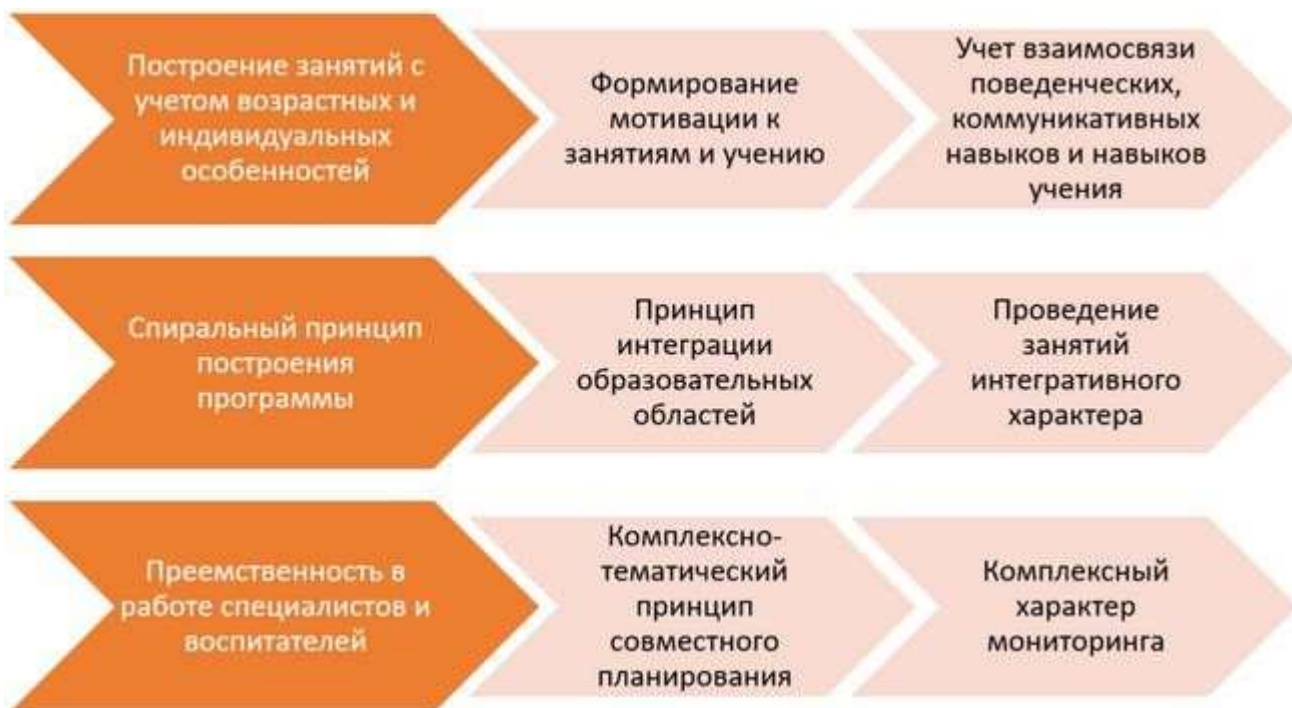 Построение занятий с
учетом возрастных и
индивидуальных
особенностей
Формирование
мотивации к
занятиям и учению
Учет взаимосвязи
поведенческих,
коммуникативных
навыков и навыков
учения
Спиральный принцип
построения
программы
Принцип
интеграции
образовательных
областей
Проведение
занятий
интегративного
характера
Преемственность в
работе специалистов и
воспитателей
Комплексно-
тематический
принцип
совместного
планирования
Комплексный
характер
мониторинга